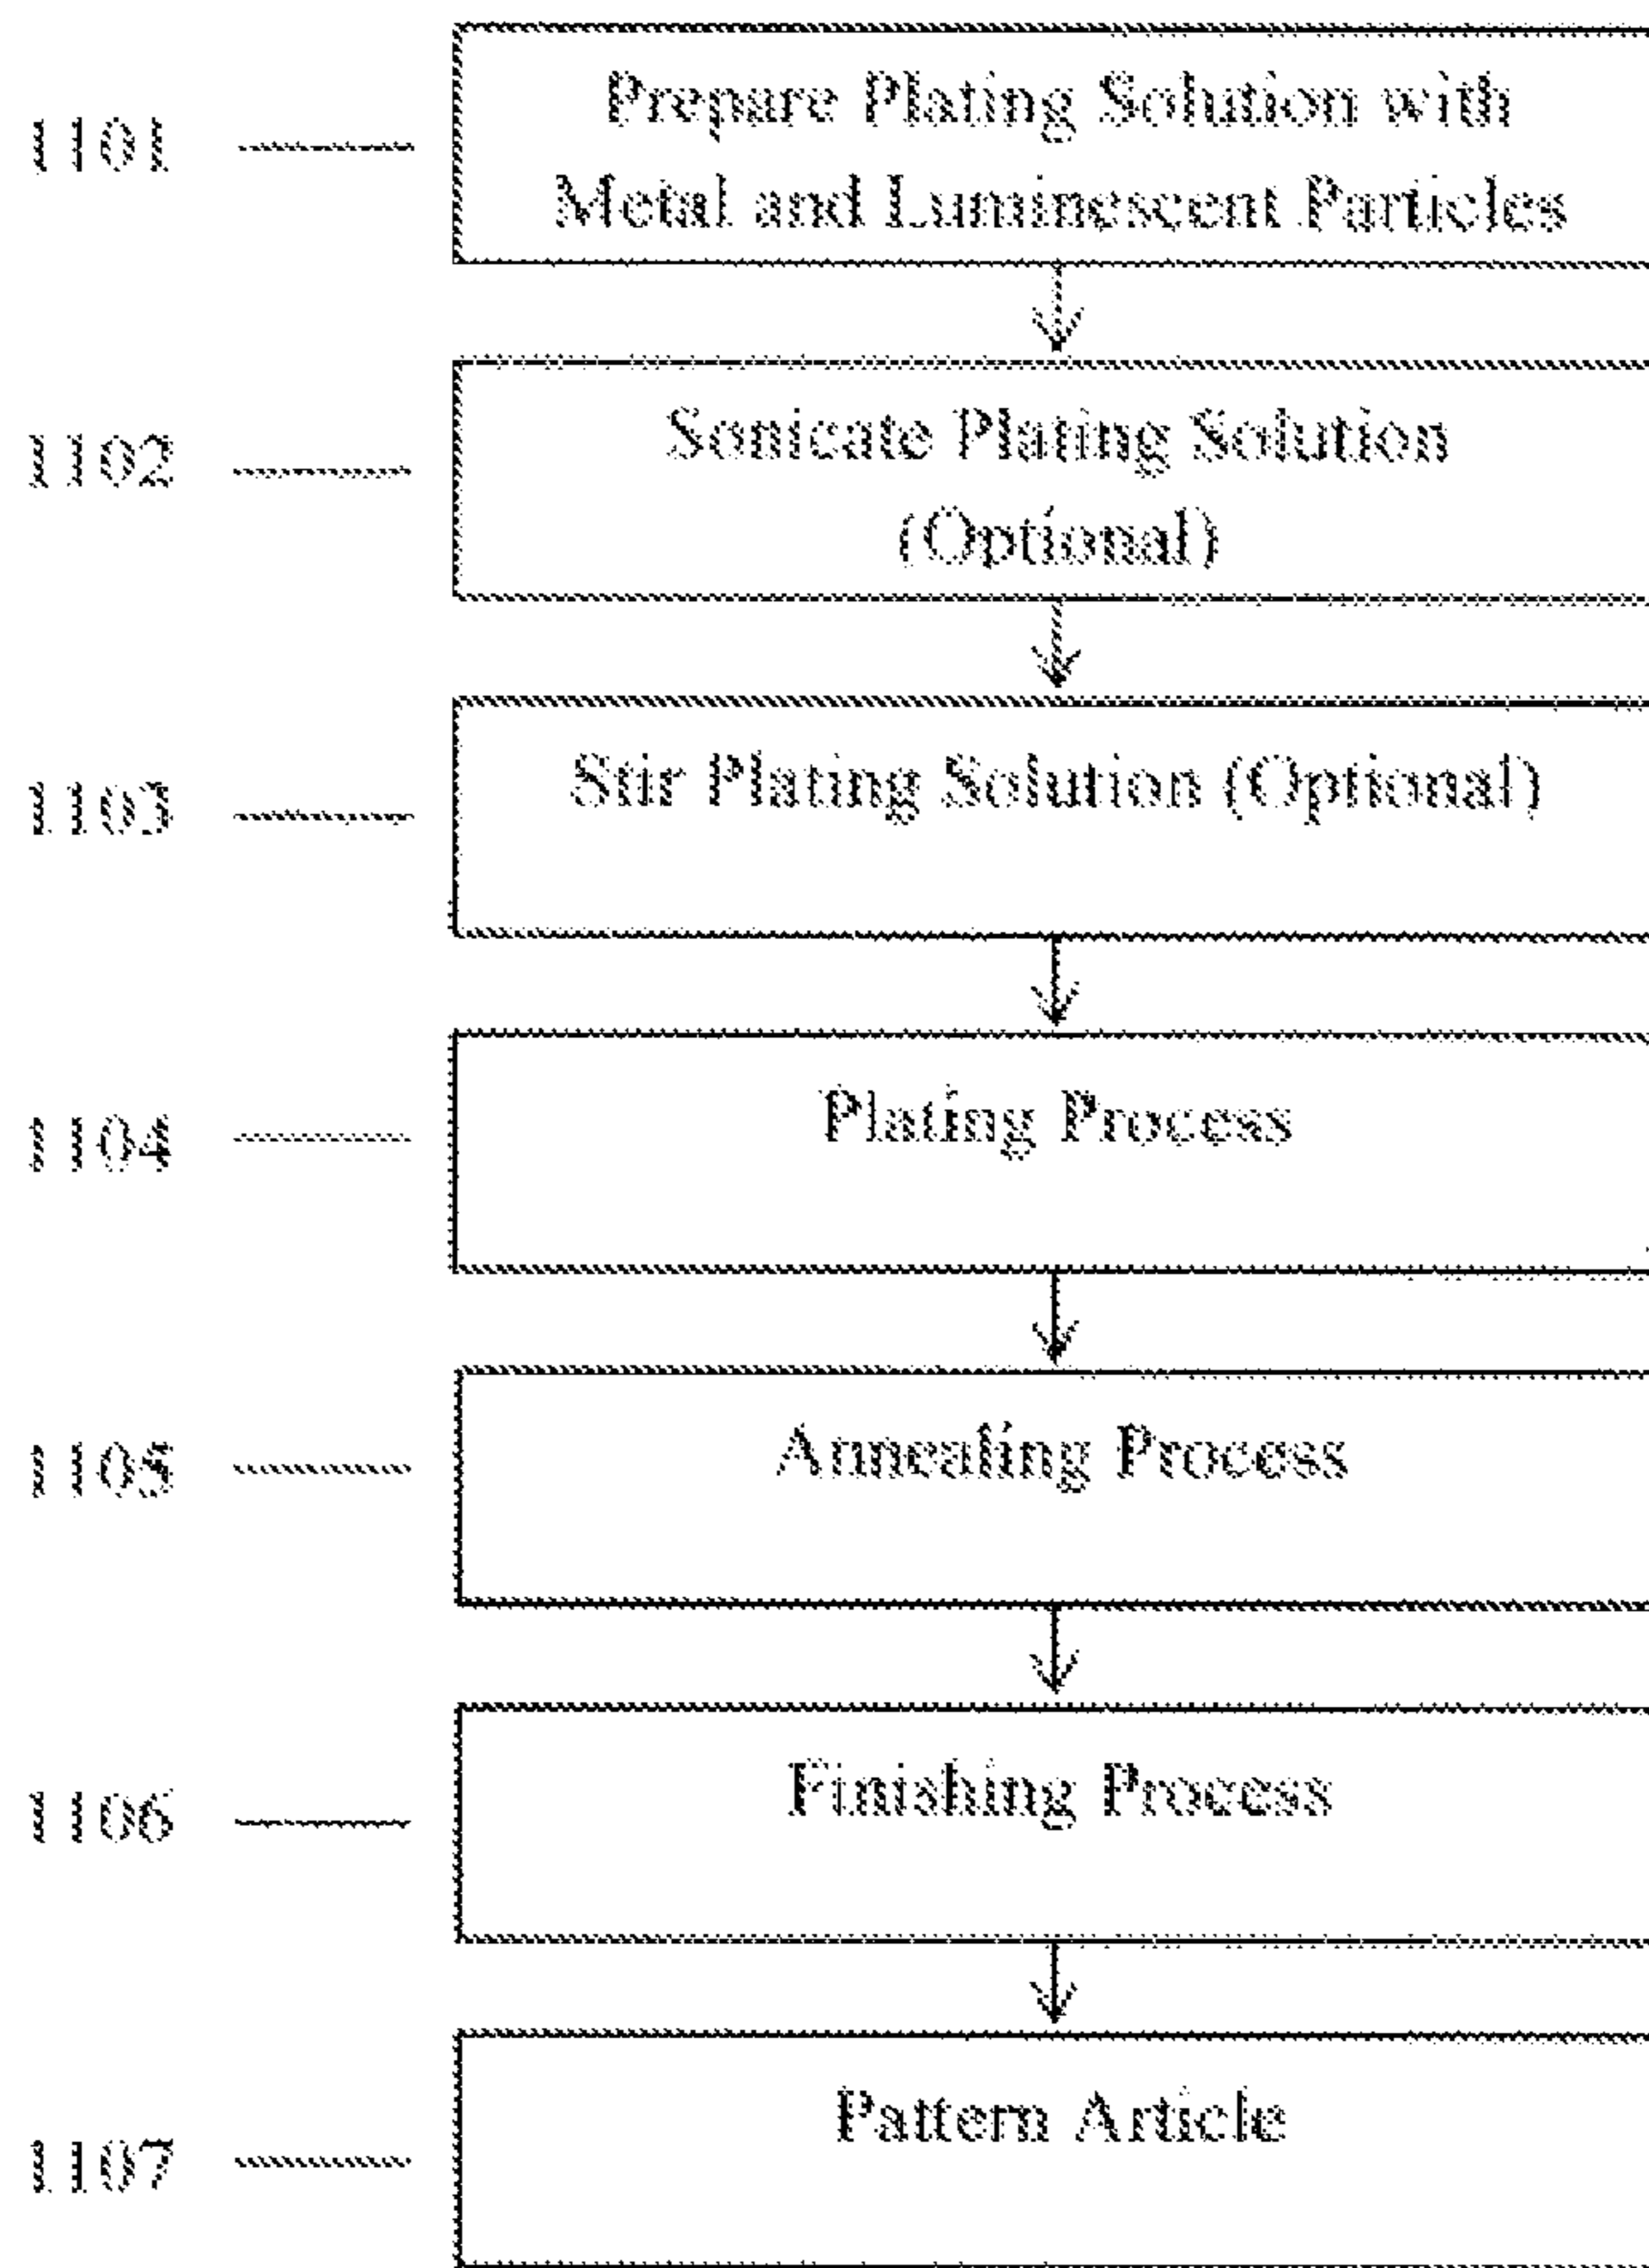 1101
Prepare Plating Solution with
Metal and Luminescent Particles
1102
Sonicate Plating Solution
(Optional)
1103
Stir Plating Solution (Optional)
1104
Plating Process
1105
Annealing Process
1106
Finishing Process
1107
Pattern Article